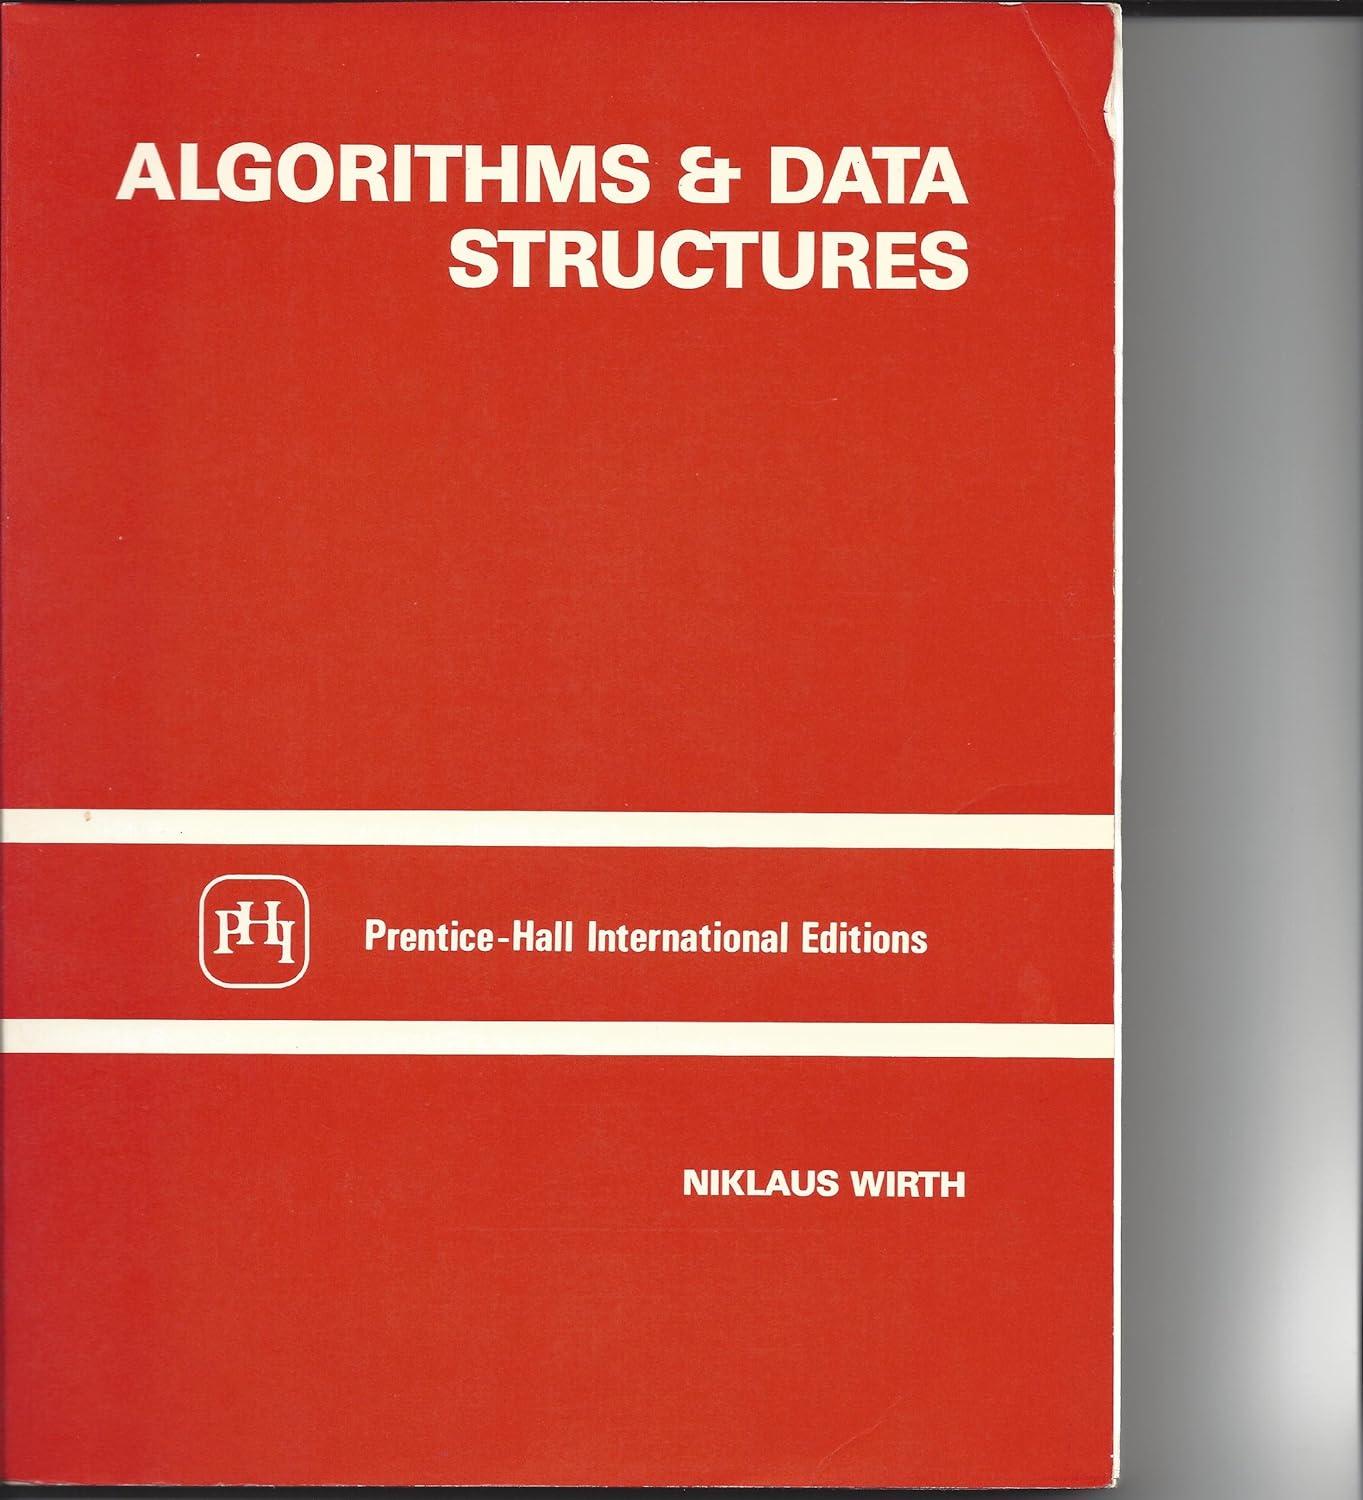 ALGORITHMS & DATA
STRUCTURES
PHI
Prentice-Hall International Editions
NIKLAUS WIRTH